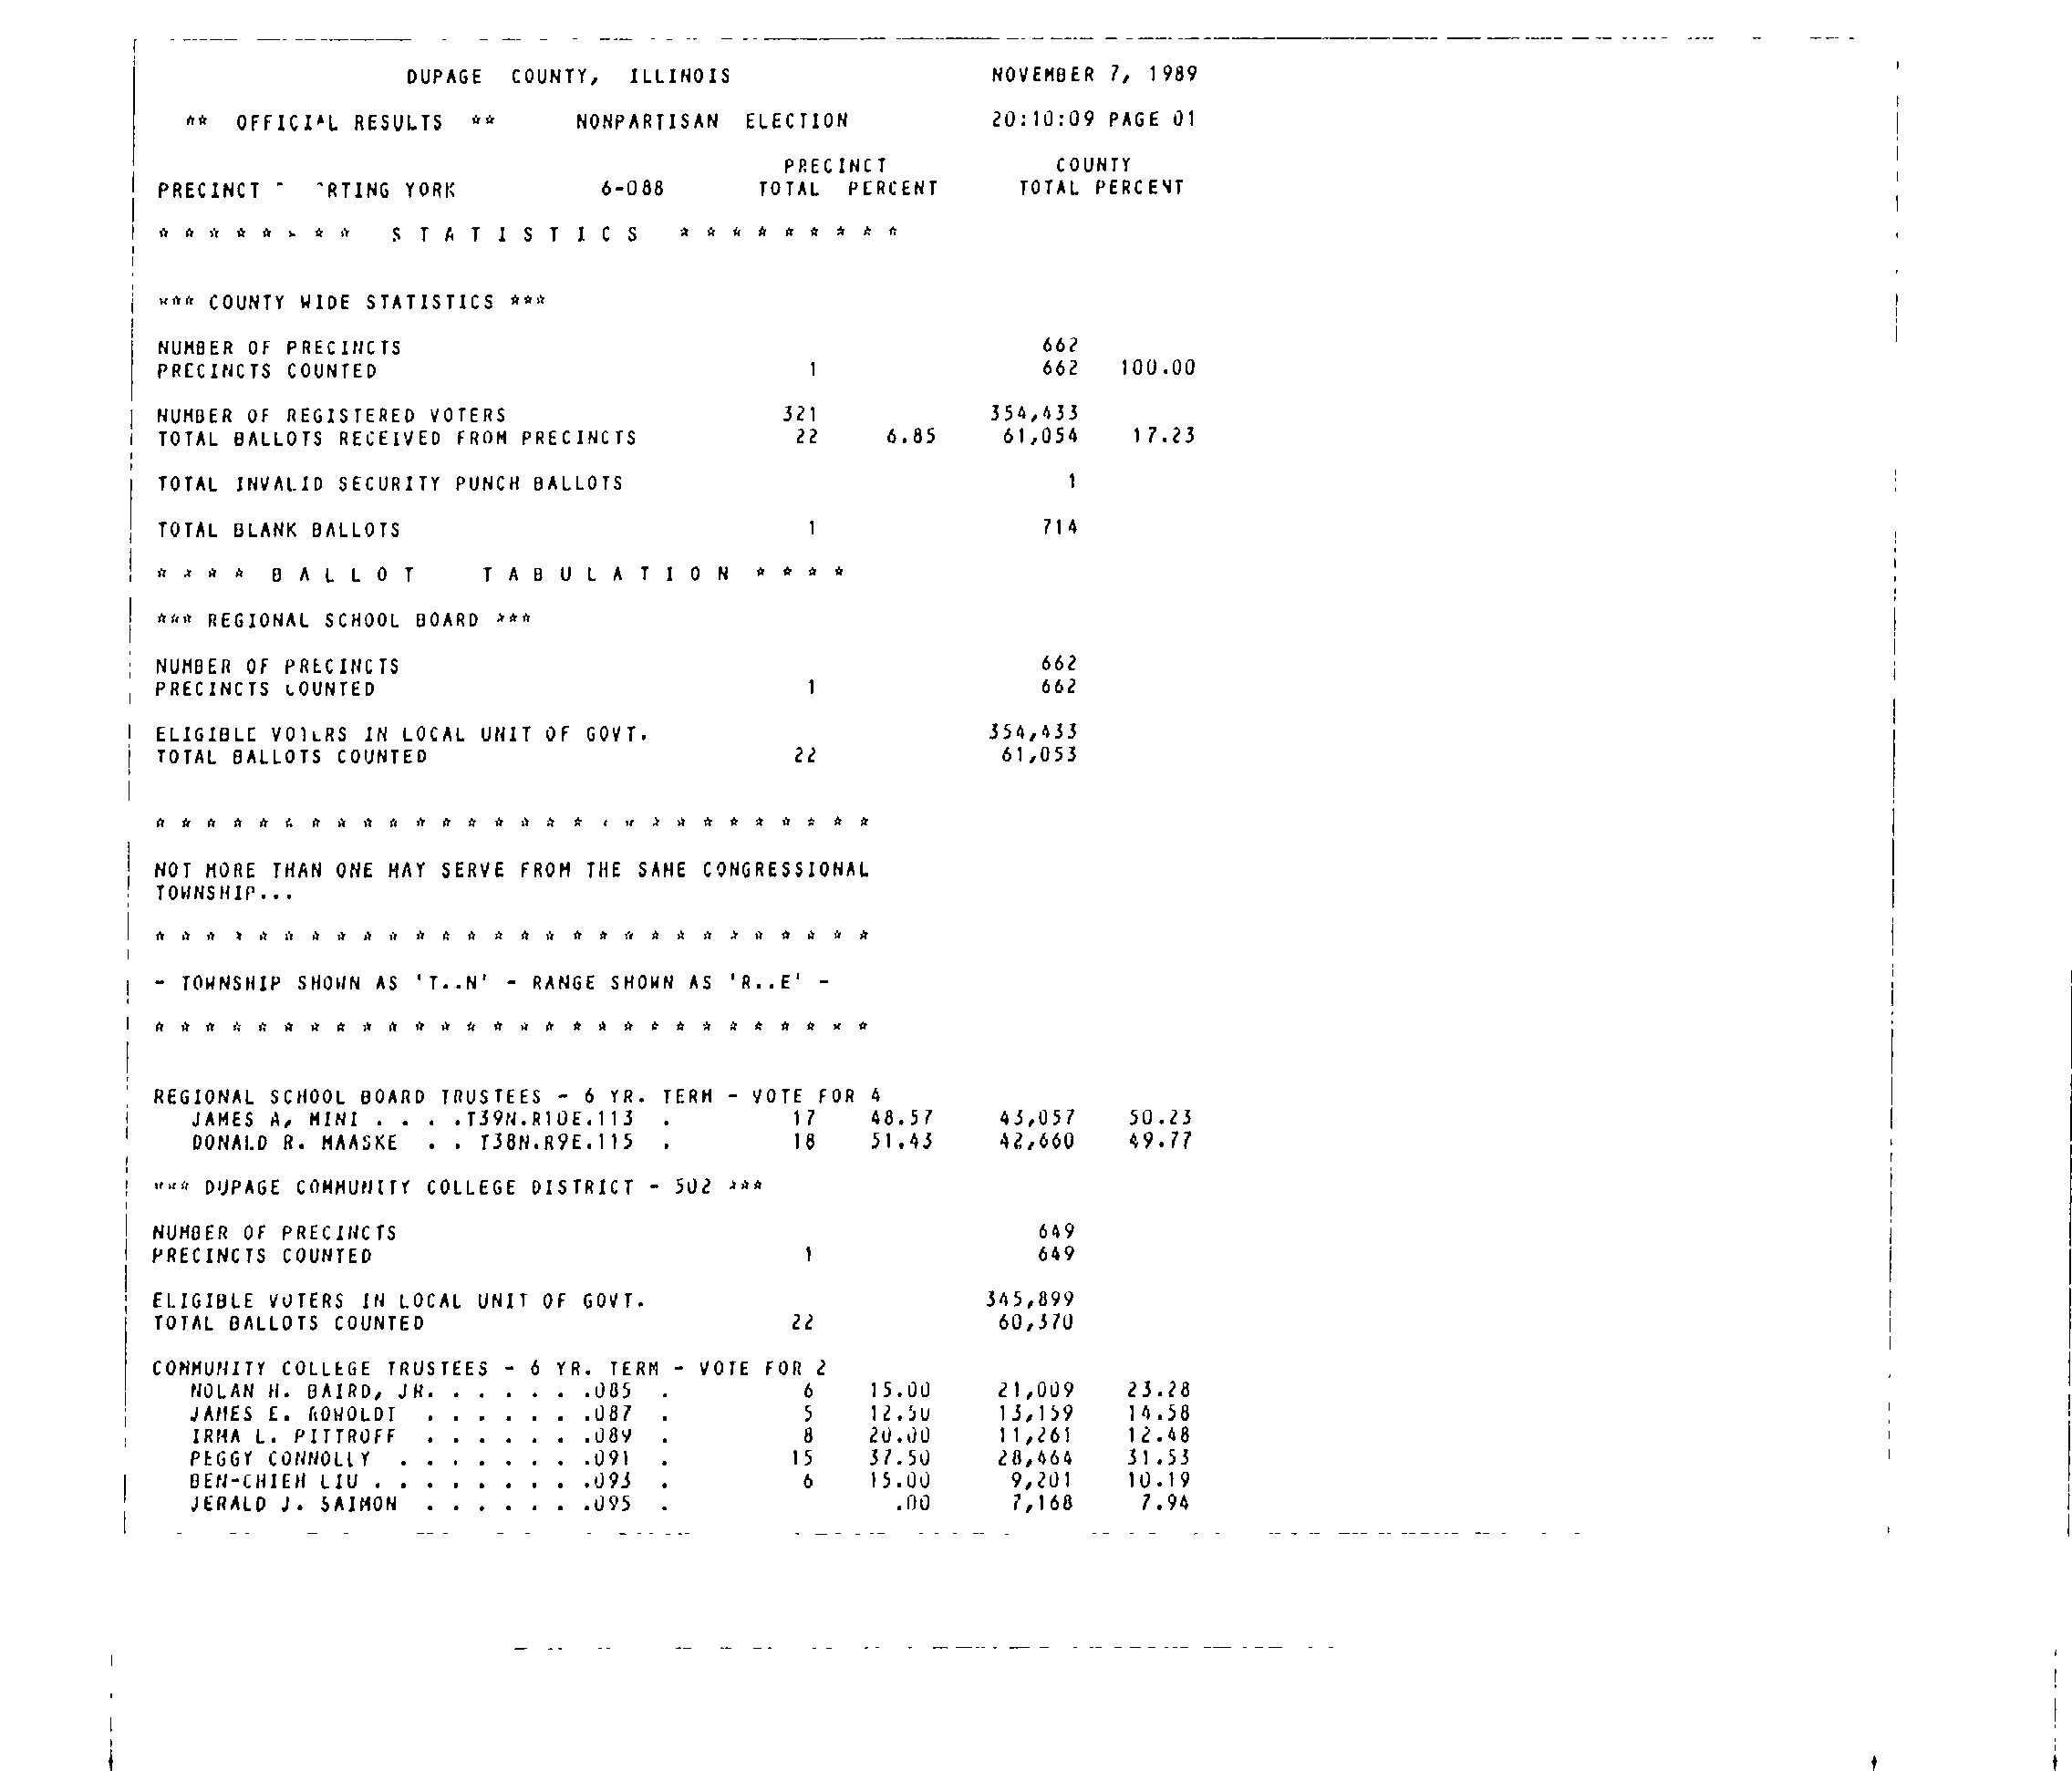 DUPAGE COUNTY, ILLINOIS NOVEMBER 7, 1989
** OFFICIAL RESULTS ** NONPARTISAN ELECTION 20:10:09 PAGE 01
PRECINCT COUNTY
PRECINCT RTING YORK 6-088 TOTAL PERCENT TOTAL PERCENT
* * * * * * * * S T A T I S T I C S * * * * * * * * *
*** COUNTY WIDE STATISTICS ***
NUMBER OF PRECINCTS 662
PRECINCTS COUNTED 1 662 100.00
NUMBER OF REGISTERED VOTERS 321 354,433
TOTAL BALLOTS RECEIVED FROM PRECINCTS 22 6.85 61,054 17.23
TOTAL INVALID SECURITY PUNCH BALLOTS 1
TOTAL BLANK BALLOTS 1 714
* * * * B A L L O T T A B U L A T I O N * * * *
*** REGIONAL SCHOOL BOARD ***
NUMBER OF PRECINCTS 662
PRECINCTS COUNTED 1 662
ELIGIBLE VOTERS IN LOCAL UNIT OF GOVT. 354,433
TOTAL BALLOTS COUNTED 22 61,053
* * * * * * * * * * * * * * * * * * * * * * * * * * * *
NOT MORE THAN ONE MAY SERVE FROM THE SAME CONGRESSIONAL
TOWNSHIP...
* * * * * * * * * * * * * * * * * * * * * * * * * * * *
- TOWNSHIP SHOWN AS 'T..N' - RANGE SHOWN AS 'R..E' -
* * * * * * * * * * * * * * * * * * * * * * * * * * * *
REGIONAL SCHOOL BOARD TRUSTEES - 6 YR. TERM - VOTE FOR 4
JAMES A. MINI . . . .T39N.R10E.113 . 17 48.57 43,057 50.23
DONALD R. MAASKE . . T38N.R9E.115 . 18 51.43 42,660 49.77
*** DUPAGE COMMUNITY COLLEGE DISTRICT - 502 ***
NUMBER OF PRECINCTS 649
PRECINCTS COUNTED 1 649
ELIGIBLE VOTERS IN LOCAL UNIT OF GOVT. 345,899
TOTAL BALLOTS COUNTED 22 60,370
COMMUNITY COLLEGE TRUSTEES - 6 YR. TERM - VOTE FOR 2
NOLAN H. BAIRD, JR. . . . . . .085 . 6 15.00 21,009 23.28
JAMES E. ROWOLDT . . . . . . .087 . 5 12.50 13,159 14.58
IRMA L. PITTROFF . . . . . . .089 . 8 20.00 11,261 12.48
PEGGY CONNOLLY . . . . . . . .091 . 15 37.50 28,464 31.53
BEN-CHIEH LIU . . . . . . . . .093 . 6 15.00 9,201 10.19
JERALD J. SAIMON . . . . . . .095 . .00 7,168 7.94